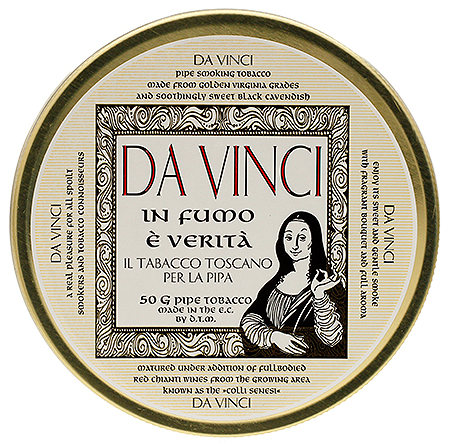 DA VINCI
PIPE SMOKING TOBACCO
MADE FROM GOLDEN VIRGINIA GRADES
AND SOOTHINGLY SWEET BLACK CAVENDISH
DA VINCI
IN FUMO
È VERITÀ
IL TABACCO TOSCANO
PER LA PIPA
50 G PIPE TOBACCO
MADE IN THE E.C.
BY D.T.M.
DA VINCI
A REAL PLEASURE FOR ALL SPOILT
SMOKERS AND TOBACCO CONNOISSEURS
DA VINCI
ENJOY ITS SWEET AND GENTLE SMOKE
WITH FRAGRANT BOUQUET AND FULL AROMA
MATURED UNDER ADDITION OF FULLBODIED
RED CHIANTI WINES FROM THE GROWING AREA
KNOWN AS THE »COLLI SENESI«
DA VINCI